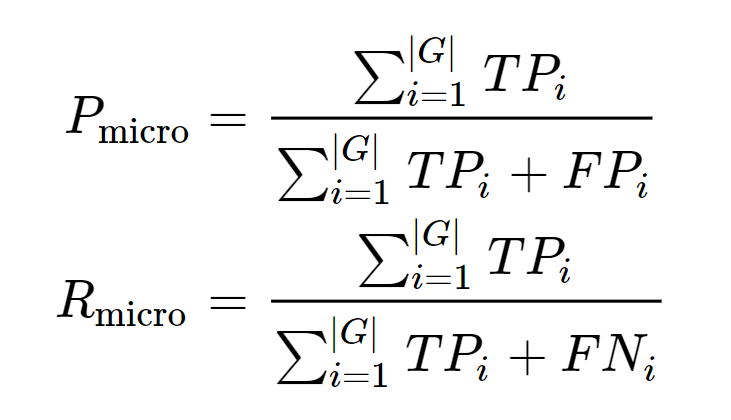 P_micro = \frac{\sum_{i=1}^{|G|} TP_i}{\sum_{i=1}^{|G|} TP_i + FP_i}
R_micro = \frac{\sum_{i=1}^{|G|} TP_i}{\sum_{i=1}^{|G|} TP_i + FN_i}